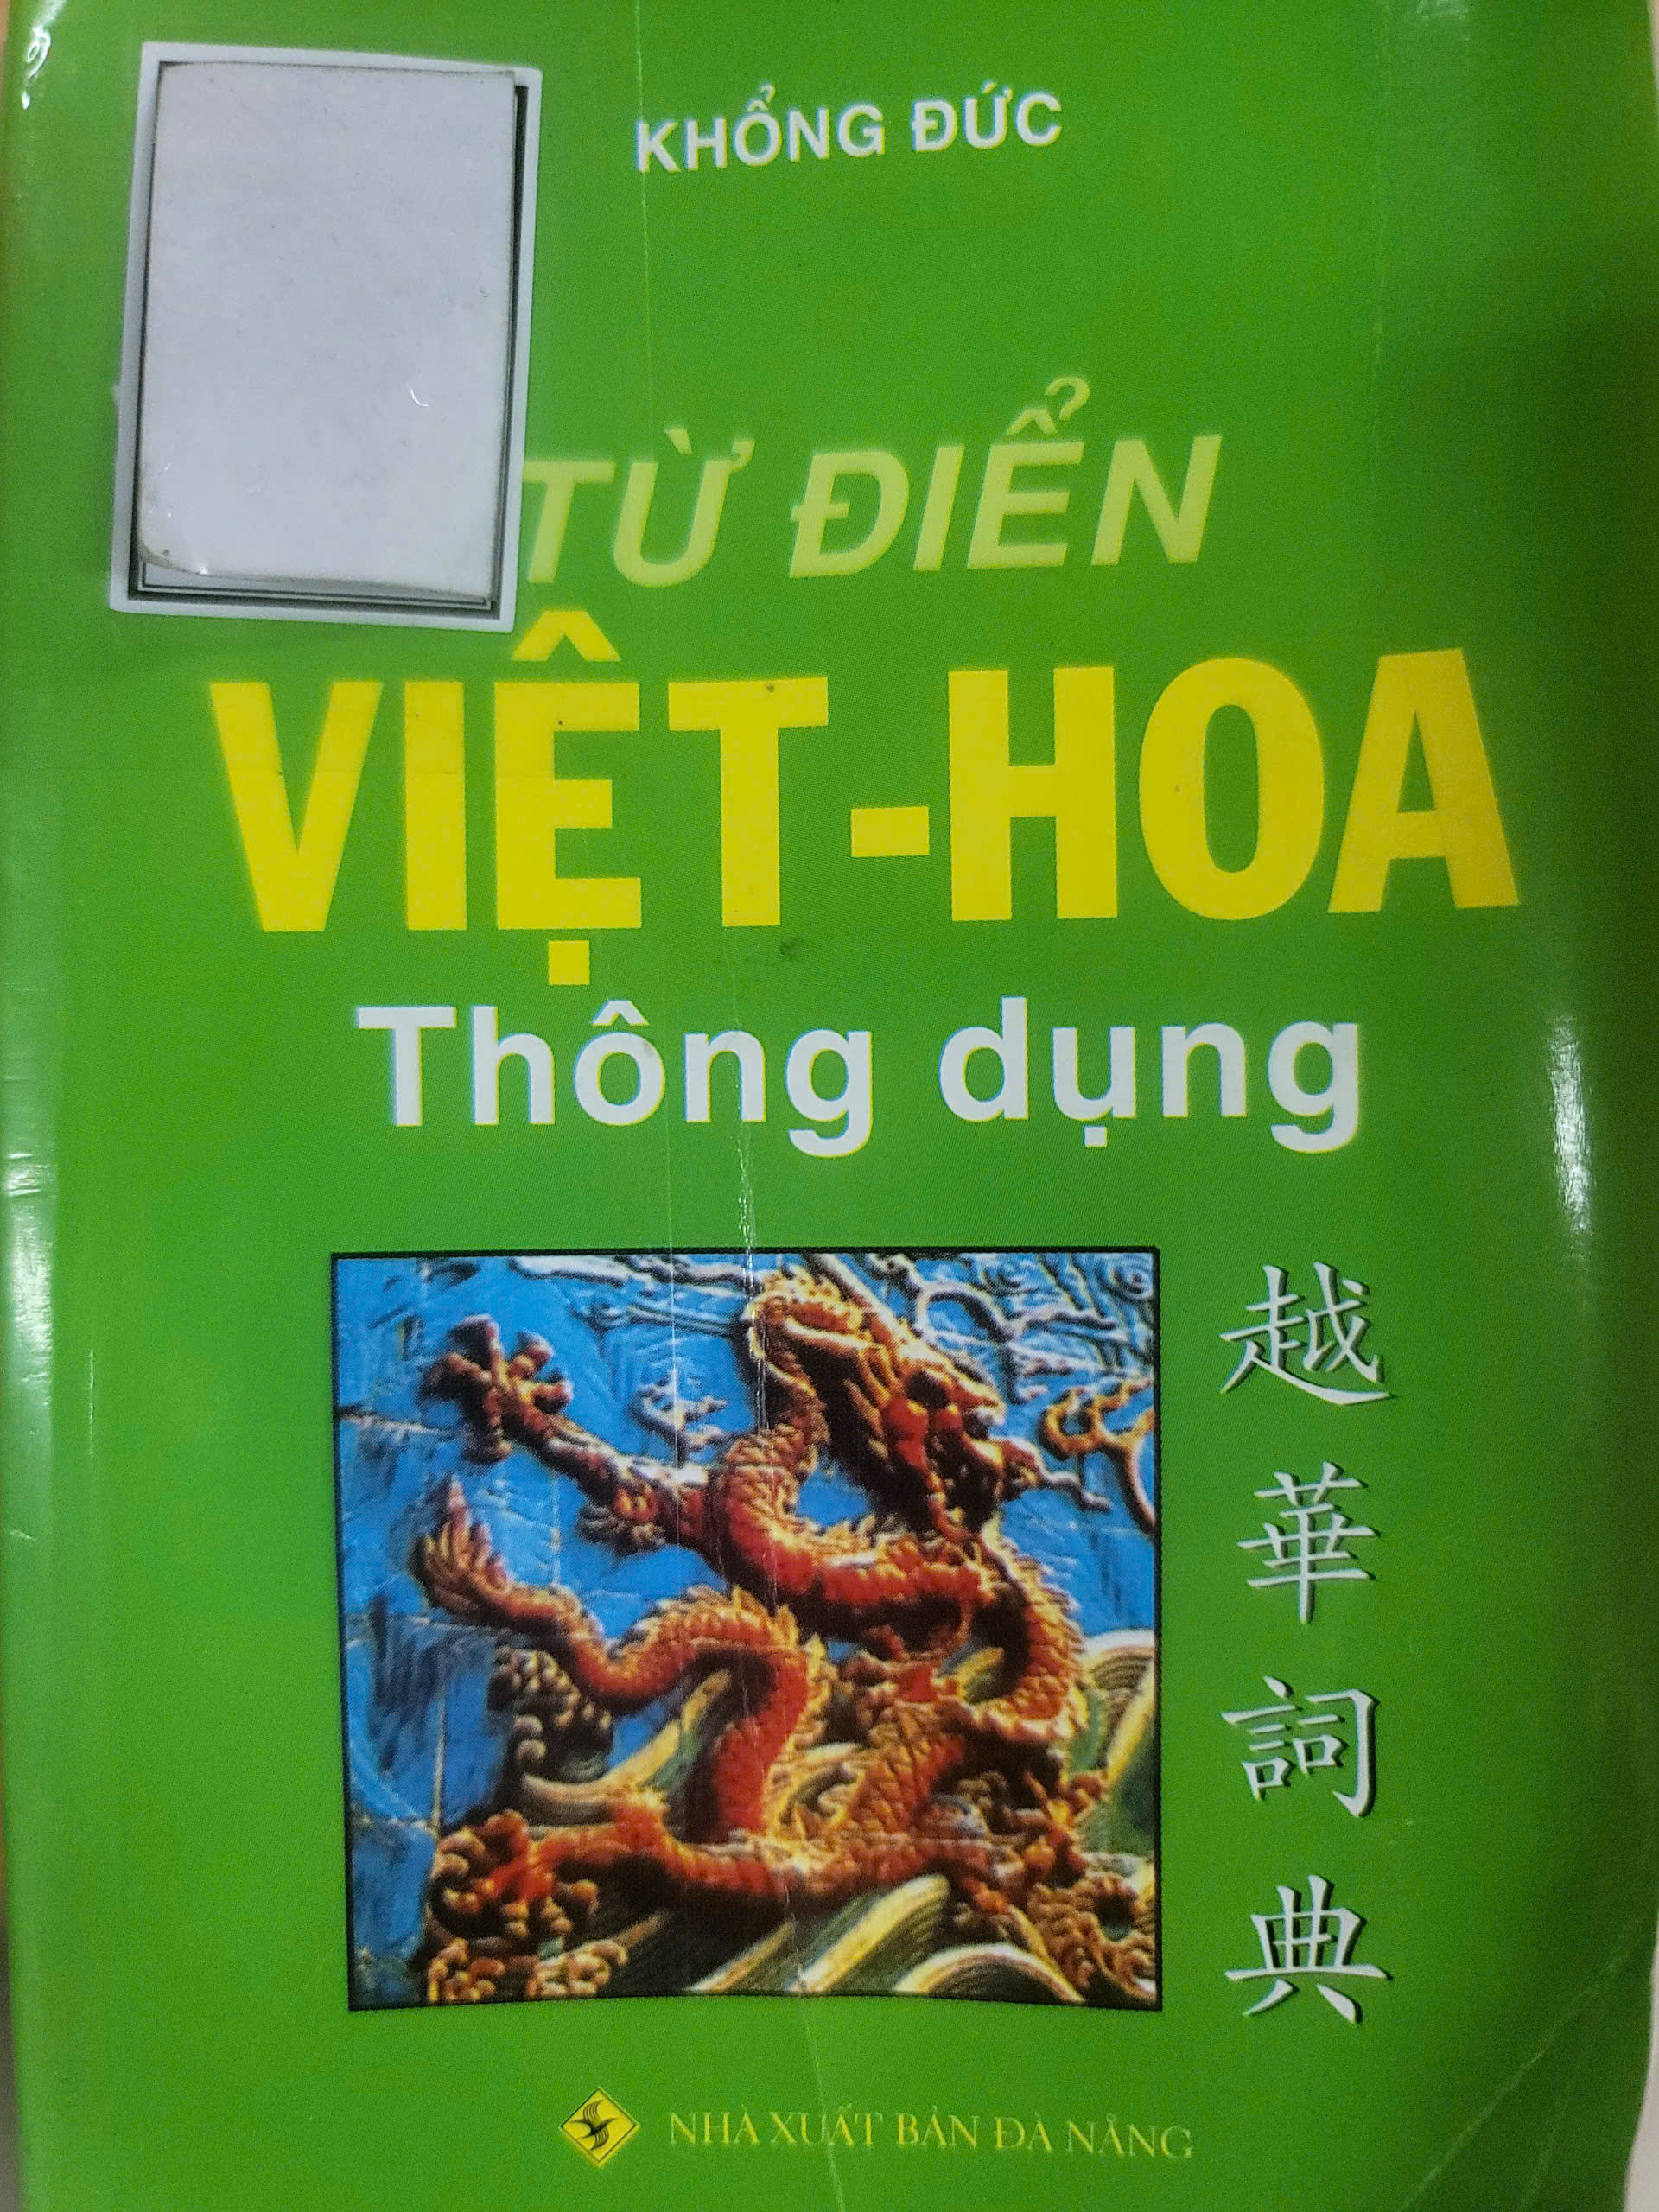 KHỔNG ĐỨC
TỪ ĐIỂN
VIỆT-HOA
Thông dụng
越
華
詞
典
NHÀ XUẤT BẢN ĐÀ NẴNG